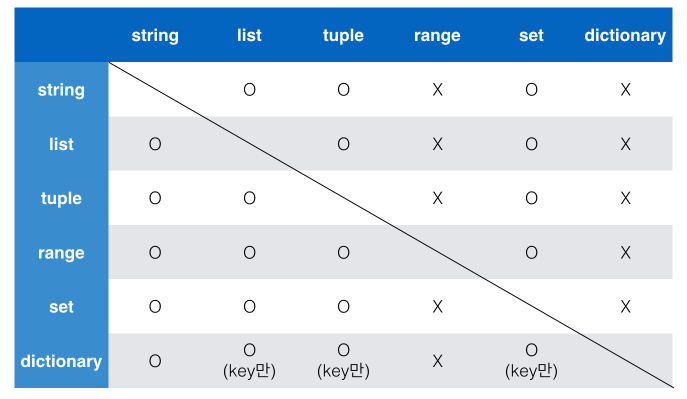 string list tuple range set dictionary
string O O X O X
list O O X O X
tuple O O X O X
range O O O O X
set O O O X X
dictionary O O (key만) O (key만) X O (key만)